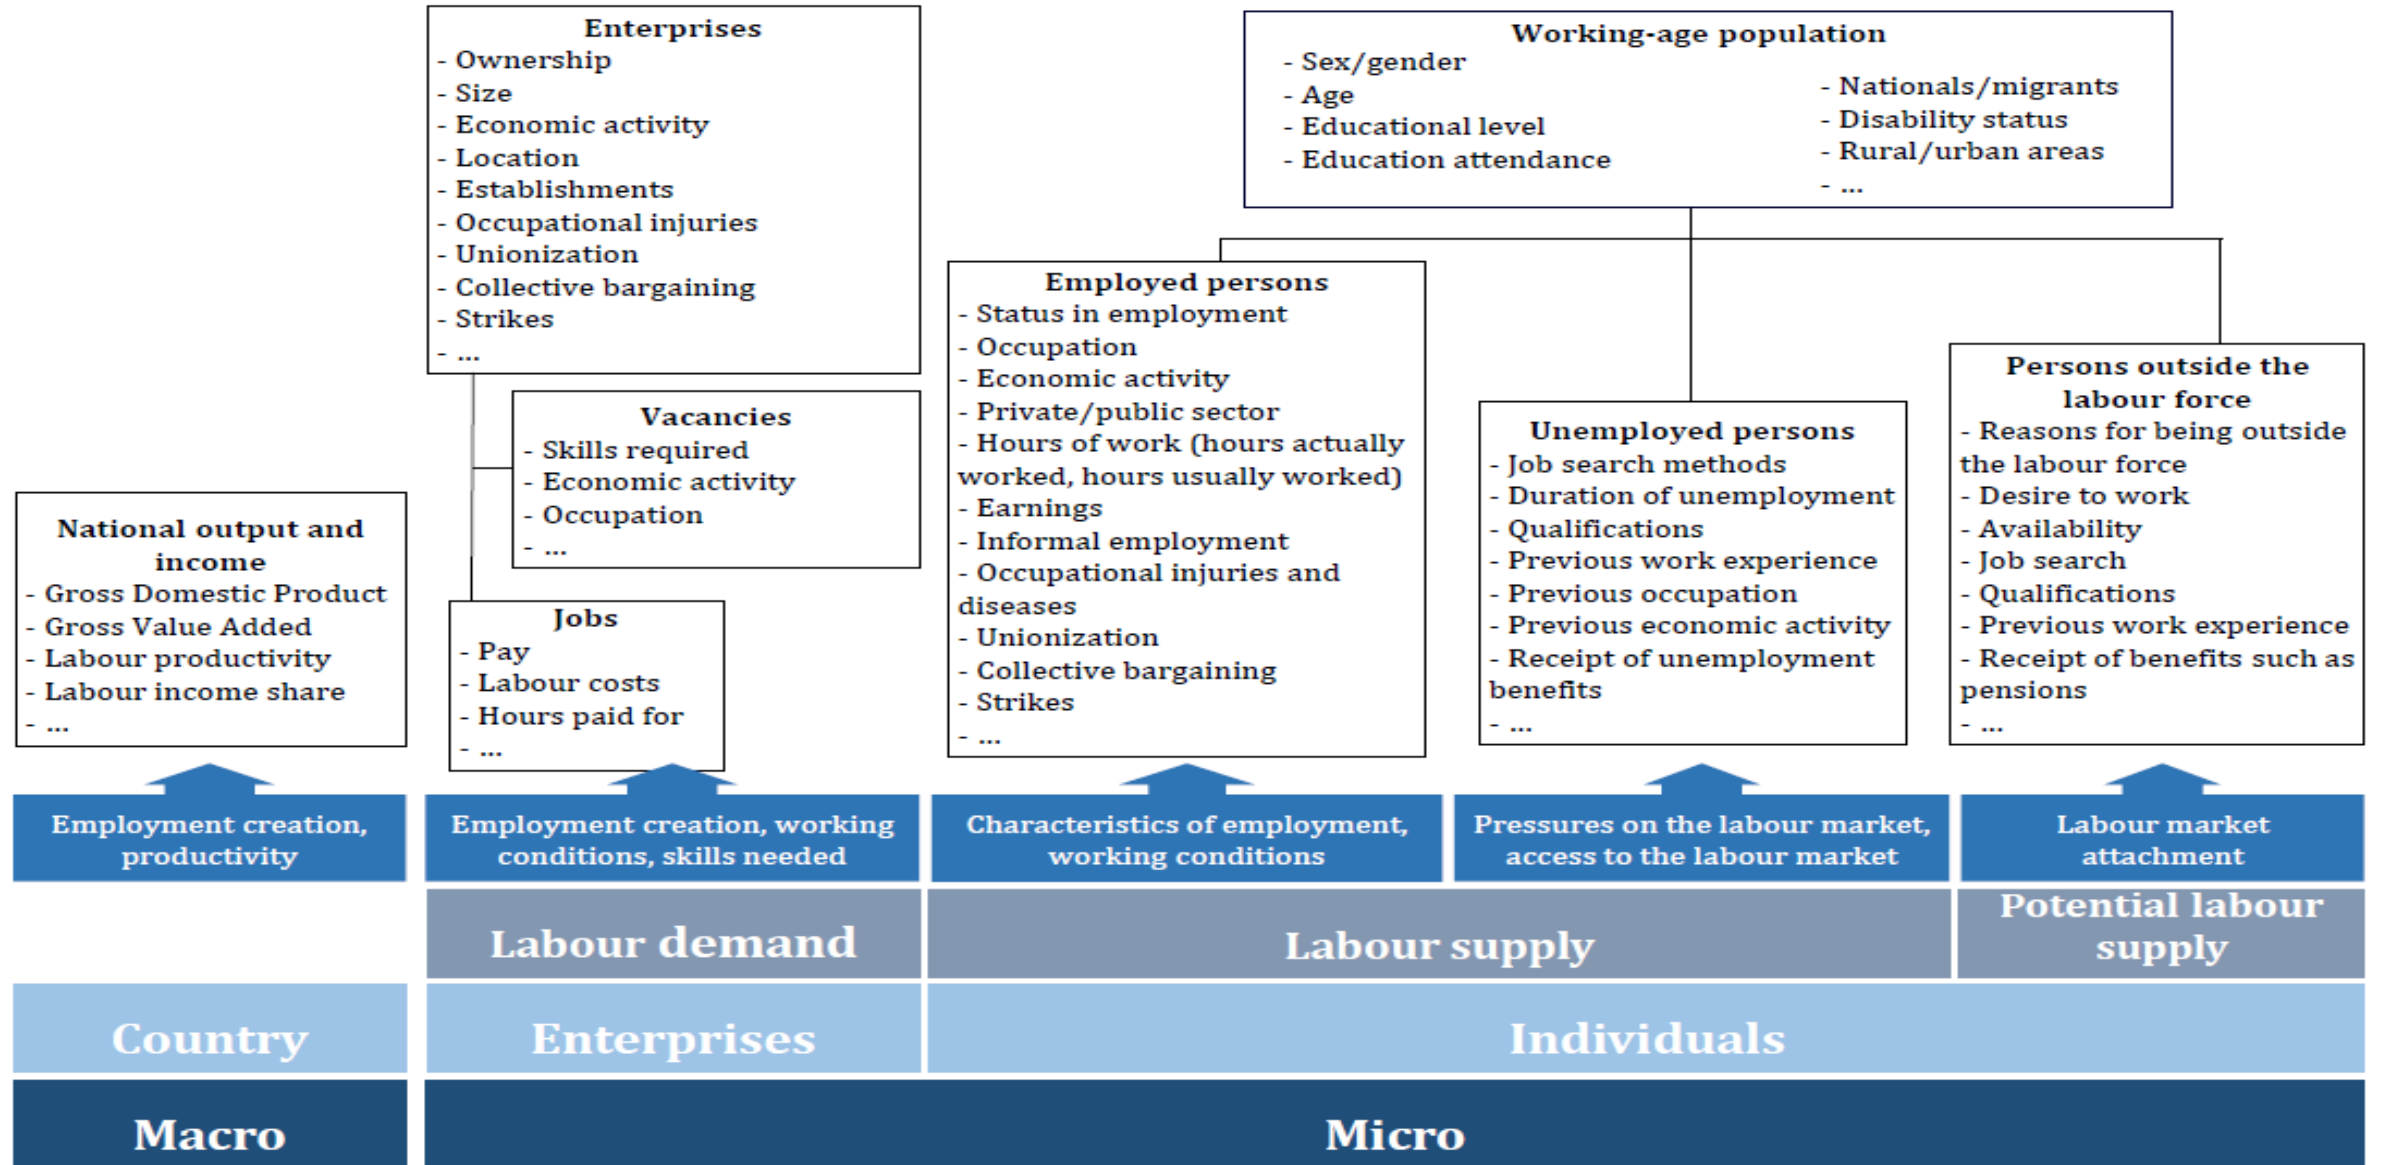 Enterprises
- Ownership
- Size
- Economic activity
- Location
- Establishments
- Occupational injuries
- Unionization
- Collective bargaining
- Strikes
- ...
Working-age population
- Sex/gender
- Age
- Educational level
- Education attendance
- Nationals/migrants
- Disability status
- Rural/urban areas
- ...
Vacancies
- Skills required
- Economic activity
- Occupation
- ...
Jobs
- Pay
- Labour costs
- Hours paid for
- ...
National output and
income
- Gross Domestic Product
- Gross Value Added
- Labour productivity
- Labour income share
- ...
Employed persons
- Status in employment
- Occupation
- Economic activity
- Private/public sector
- Hours of work (hours actually
worked, hours usually worked)
- Earnings
- Informal employment
- Occupational injuries and
diseases
- Unionization
- Collective bargaining
- Strikes
- ...
Unemployed persons
- Job search methods
- Duration of unemployment
- Qualifications
- Previous work experience
- Previous occupation
- Previous economic activity
- Receipt of unemployment
benefits
- ...
Persons outside the
labour force
- Reasons for being outside
the labour force
- Desire to work
- Availability
- Job search
- Qualifications
- Previous work experience
- Receipt of benefits such as
pensions
- ...
Employment creation,
productivity
Employment creation, working
conditions, skills needed
Characteristics of employment,
working conditions
Pressures on the labour market,
access to the labour market
Labour market
attachment
Labour demand
Labour supply
Potential labour
supply
Country
Enterprises
Individuals
Macro
Micro